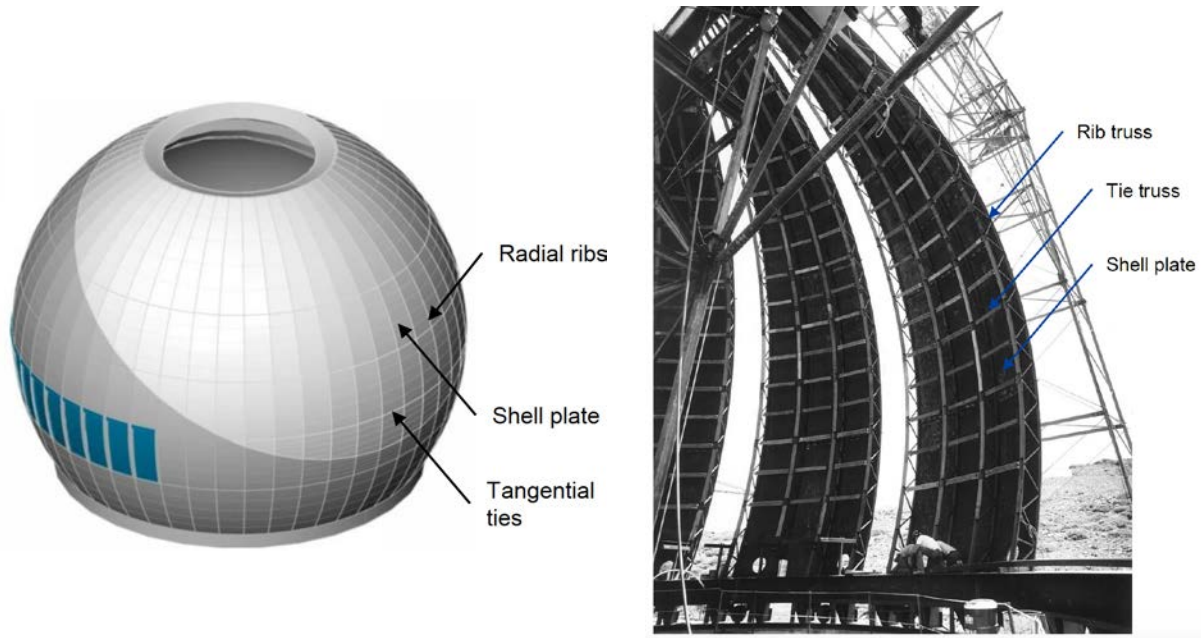 Radial ribs
Shell plate
Tangential
ties
Rib truss
Tie truss
Shell plate